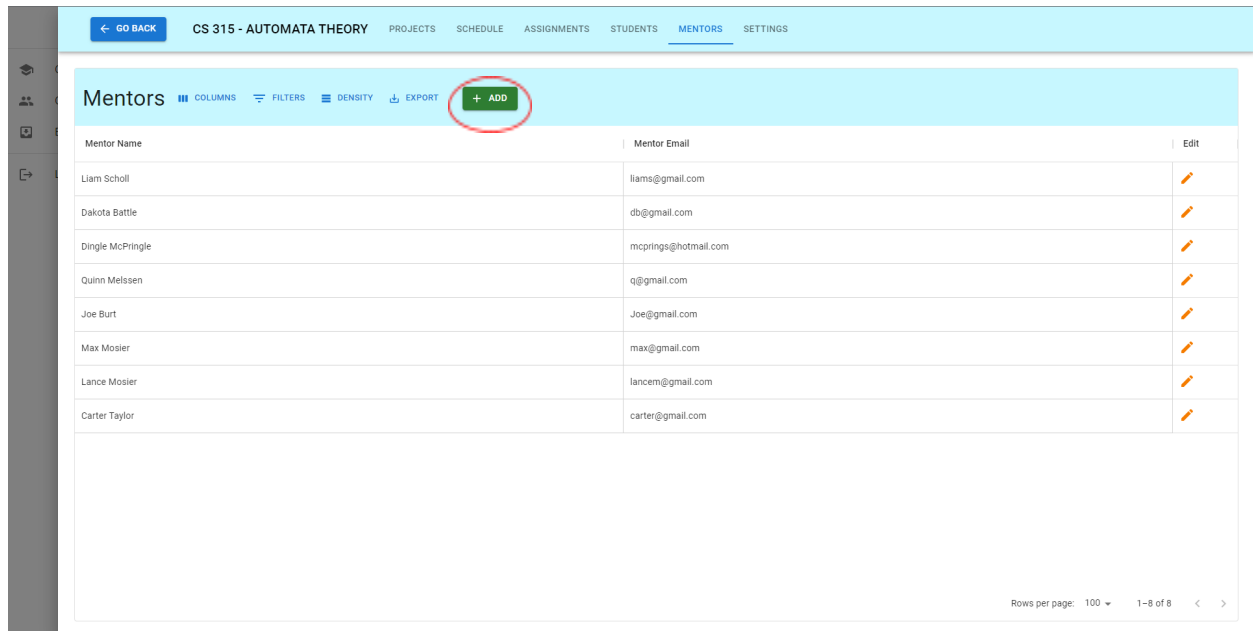 GO BACK CS 315 - AUTOMATA THEORY PROJECTS SCHEDULE ASSIGNMENTS STUDENTS MENTORS SETTINGS
Mentors COLUMNS FILTERS DENSITY EXPORT + ADD
Mentor Name Mentor Email Edit
Liam Scholl liams@gmail.com
Dakota Battle db@gmail.com
Dingle McPringle mcprings@hotmail.com
Quinn Melssen q@gmail.com
Joe Burt Joe@gmail.com
Max Mosier max@gmail.com
Lance Mosier lancem@gmail.com
Carter Taylor carter@gmail.com
Rows per page: 100 1–8 of 8